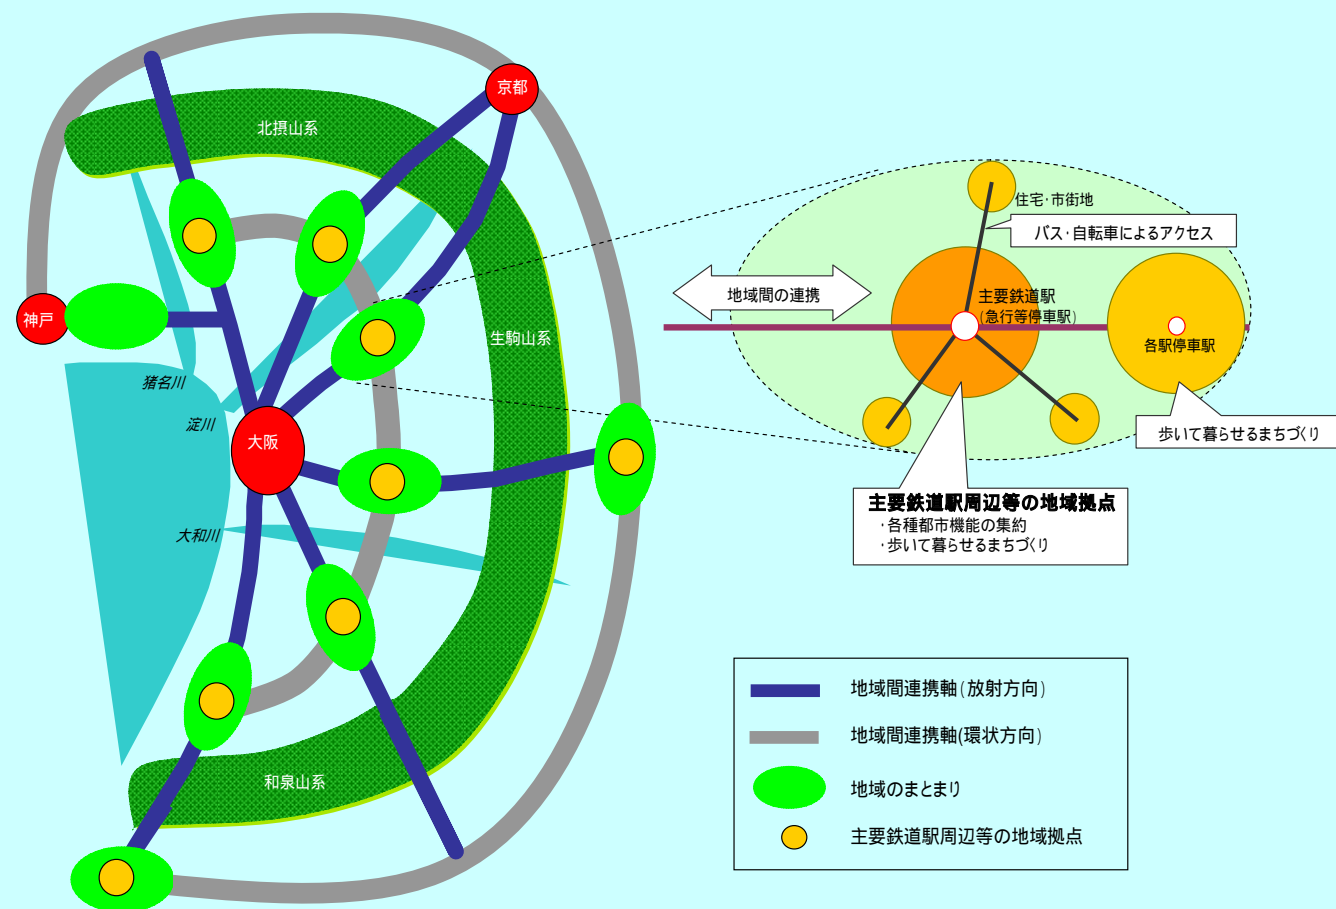 京都
北摂山系
神戸
生駒山系
猪名川
淀川
大阪
大和川
和泉山系
住宅・市街地
バス・自転車によるアクセス
地域間の連携
主要鉄道駅
(急行等停車駅)
各駅停車駅
歩いて暮らせるまちづくり
主要鉄道駅周辺等の地域拠点
・各種都市機能の集約
・歩いて暮らせるまちづくり
地域間連携軸(放射方向)
地域間連携軸(環状方向)
地域のまとまり
主要鉄道駅周辺等の地域拠点